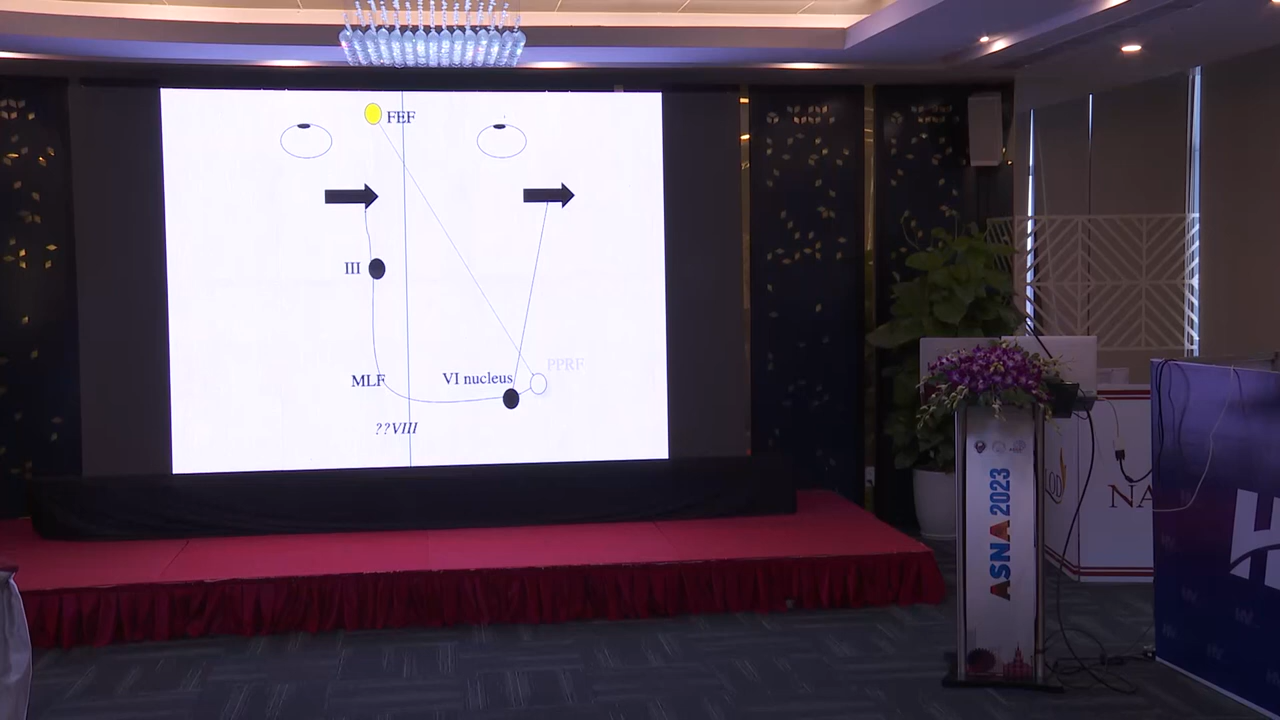 FEF
III
PPRF
MLF
VI nucleus
??VIII
ASNA 2023
NA
H